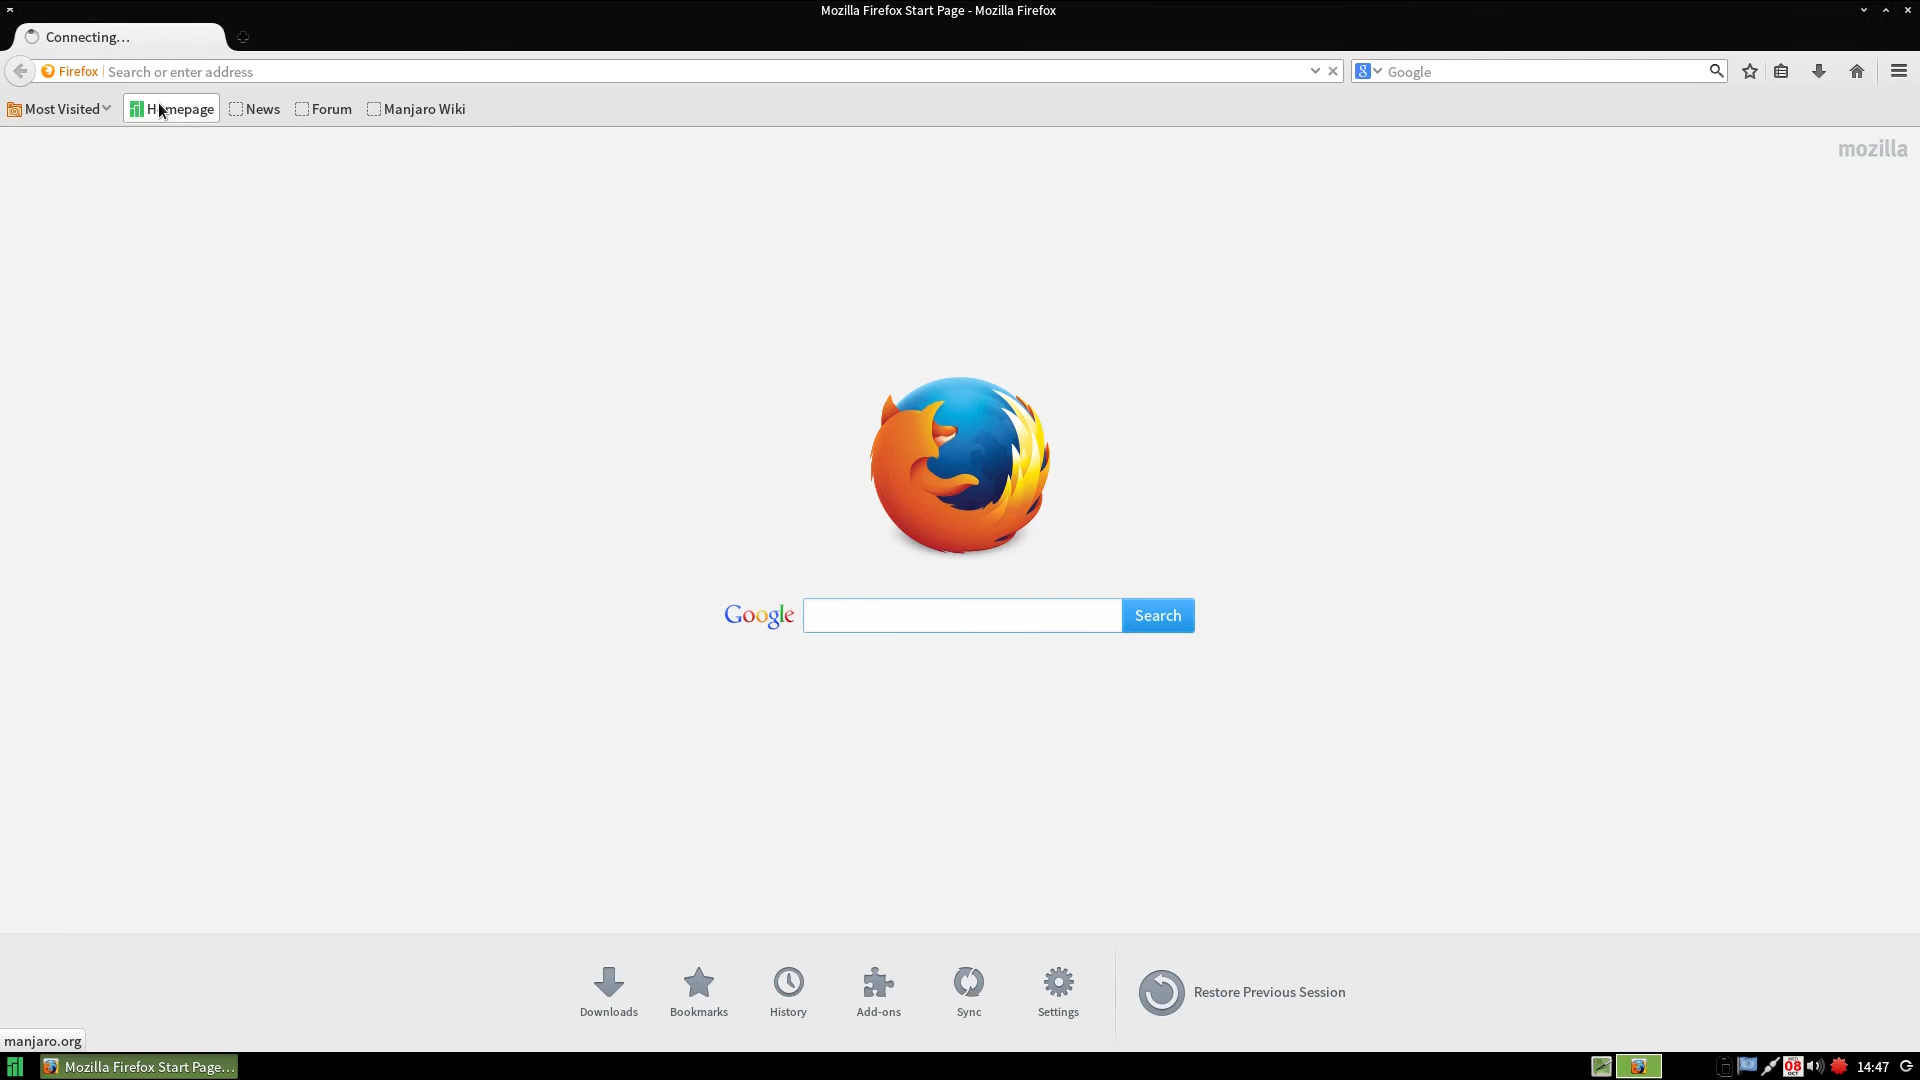 Mozilla Firefox Start Page - Mozilla Firefox
Connecting…
Firefox Search or enter address
Google
Most Visited Homepage News Forum Manjaro Wiki
mozilla
Google Search
Downloads Bookmarks History Add-ons Sync Settings Restore Previous Session
manjaro.org
Mozilla Firefox Start Page... 08 OCT 14:47